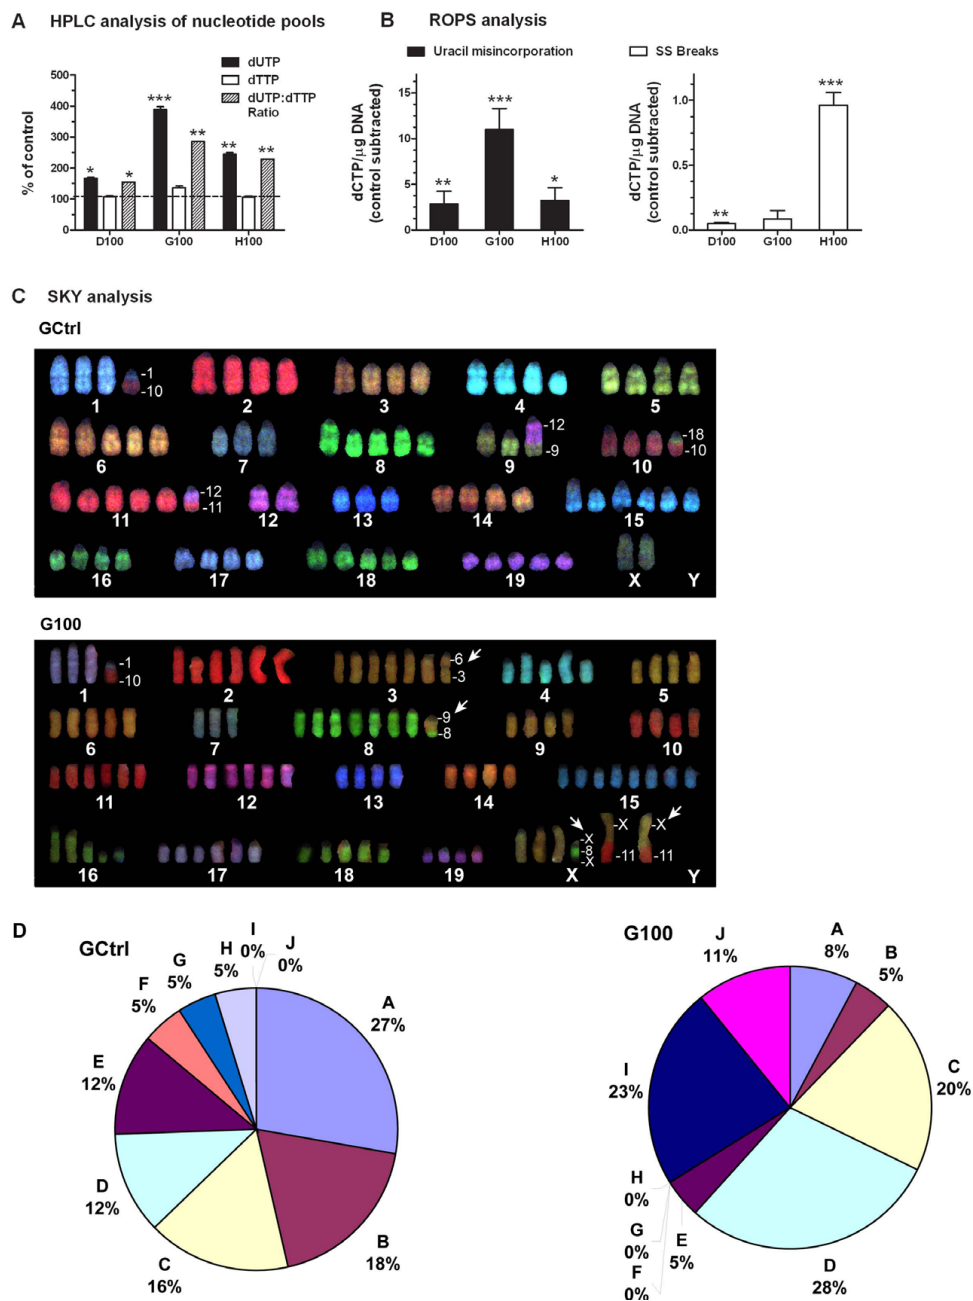 A HPLC analysis of nucleotide pools
dUTP
dTTP
dUTP:dTTP
Ratio
% of control
500
400
300
200
100
0
* *
*** **
** **
D100 G100 H100
B ROPS analysis
Uracil misincorporation
dCTP/µg DNA
(control subtracted)
15
10
5
0
** *** *
D100 G100 H100
SS Breaks
dCTP/µg DNA
(control subtracted)
1.0
0.5
0.0
** ***
D100 G100 H100
C SKY analysis
GCtrl
-1
-10
1 2 3 4 5
-12
-9
-18
-10
6 7 8 9 10
-12
-11
11 12 13 14 15
16 17 18 19 X Y
G100
-1
-10
-6
-3
1 2 3 4 5
-9
-8
6 7 8 9 10
11 12 13 14 15
-X
-8
-X
-X
-11
-X
-11
16 17 18 19 X Y
D
GCtrl
A
27%
B
18%
C
16%
D
12%
E
12%
F
5%
G
5%
H
5%
I
0%
J
0%
G100
A
8%
B
5%
C
20%
D
28%
E
5%
F
0%
G
0%
H
0%
I
23%
J
11%